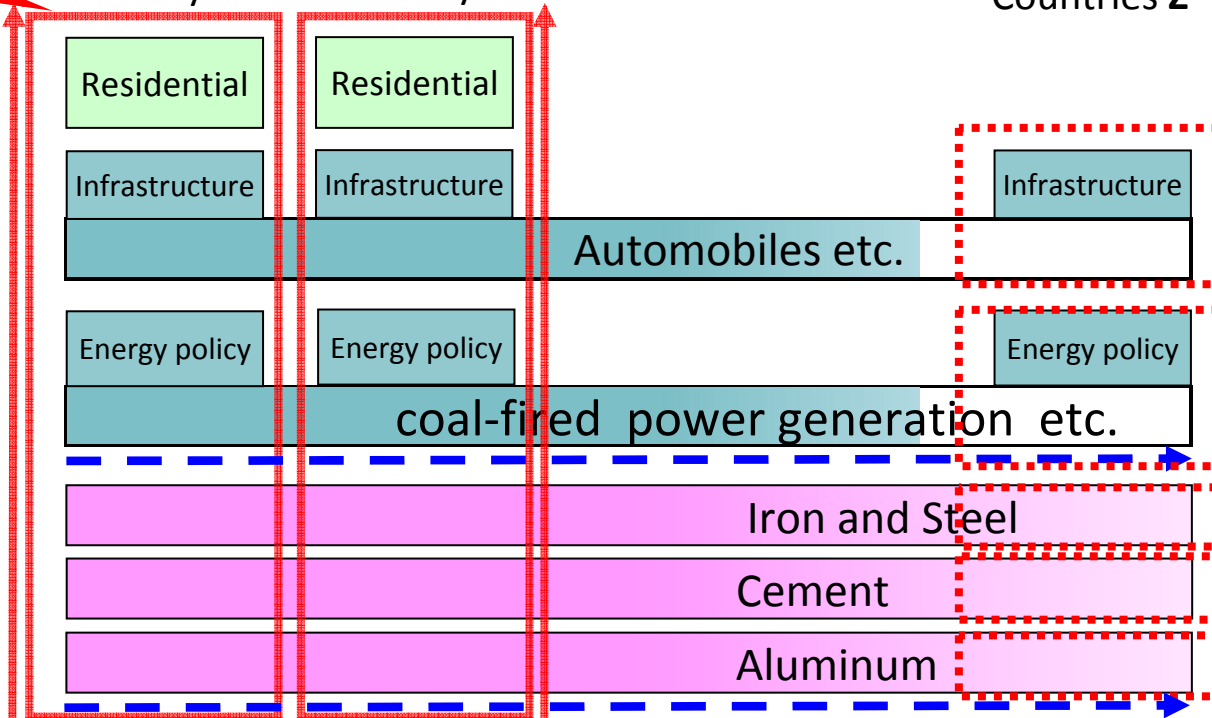 Countries Z
Residential Residential
Infrastructure Infrastructure Infrastructure
Automobiles etc.
Energy policy Energy policy Energy policy
coal-fired power generation etc.
Iron and Steel
Cement
Aluminum